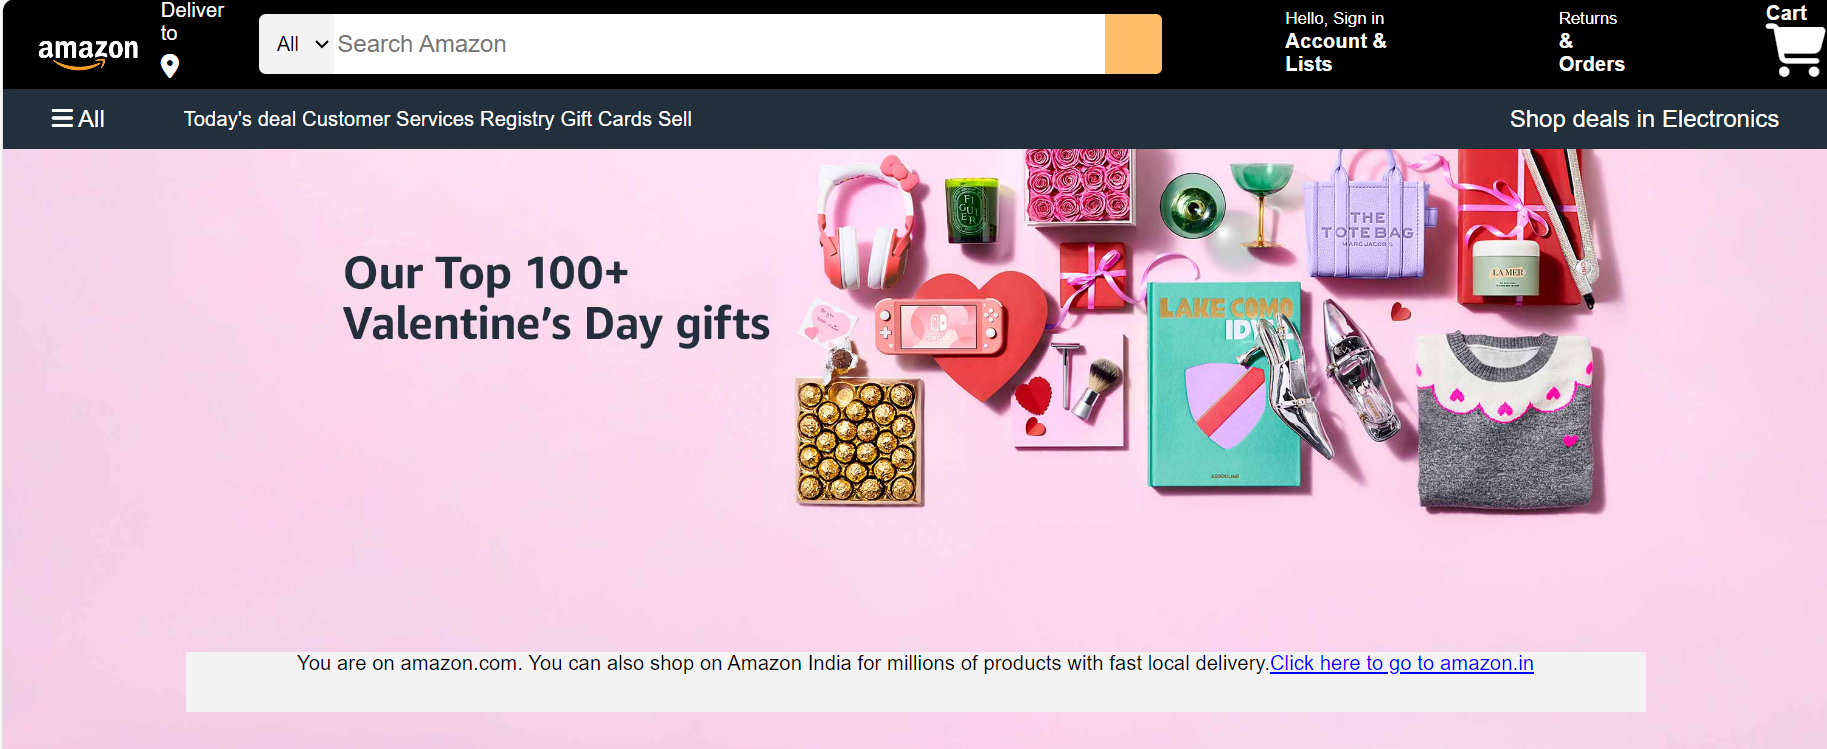 amazon
Deliver
to
All
Search Amazon
Hello, Sign in
Account &
Lists
Returns
&
Orders
Cart
All
Today's deal Customer Services Registry Gift Cards Sell
Shop deals in Electronics
Our Top 100+
Valentine's Day gifts
FI
GUI
ER
THE
TOTE BAG
MARC JACOBS
LA MER
LAKE COMO
ASSOULINE
You are on amazon.com. You can also shop on Amazon India for millions of products with fast local delivery.Click here to go to amazon.in